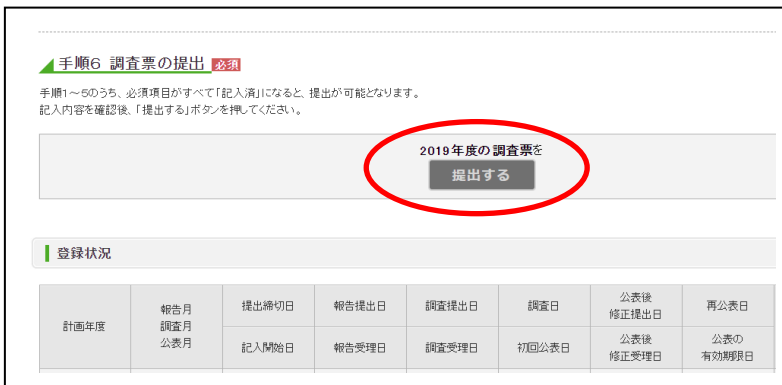 手順6 調査票の提出 必須
手順1～5のうち、必須項目がすべて「記入済」になると、提出が可能となります。
記入内容を確認後、「提出する」ボタンを押してください。
2019年度の調査票を
提出する
登録状況
計画年度
報告月
調査月
公表月
提出締切日 報告提出日 調査提出日 調査日 公表後 修正提出日 再公表日
記入開始日 報告受理日 調査受理日 初回公表日 公表後 修正受理日 公表の 有効期限日